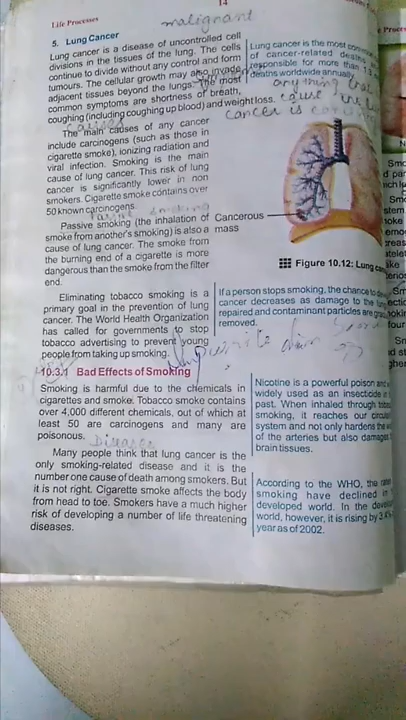 14
Life Processes
malignant
5. Lung Cancer
Lung cancer is a disease of uncontrolled cell
divisions in the tissues of the lung. The cells
continue to divide without any control and form
tumours. The cellular growth may also invade
adjacent tissues beyond the lungs. The most
common symptoms are shortness of breath,
coughing (including coughing up blood) and weight loss.
Lung cancer is the most
of cancer-related deaths
responsible for more than 1.3
deaths worldwide annually.
any thing that
cause
cancer is
causes
The main causes of any cancer
include carcinogens (such as those in
cigarette smoke), ionizing radiation and
viral infection. Smoking is the main
cause of lung cancer. This risk of lung
cancer is significantly lower in non
smokers. Cigarette smoke contains over
50 known carcinogens.
smoking
Passive smoking (the inhalation of
smoke from another's smoking) is also a
cause of lung cancer. The smoke from
the burning end of a cigarette is more
dangerous than the smoke from the filter
end.
Cancerous
mass
Figure 10.12: Lung
Eliminating tobacco smoking is a
primary goal in the prevention of lung
cancer. The World Health Organization
has called for governments to stop
tobacco advertising to prevent young
people from taking up smoking.
If a person stops smoking, the chance
cancer decreases as damage to the
repaired and contaminant particles are
removed.
10.3.1 Bad Effects of Smoking
Smoking is harmful due to the chemicals in
cigarettes and smoke. Tobacco smoke contains
over 4,000 different chemicals, out of which at
least 50 are carcinogens and many are
poisonous.
Diseases
Many people think that lung cancer is the
only smoking-related disease and it is the
number one cause of death among smokers. But
it is not right. Cigarette smoke affects the body
from head to toe. Smokers have a much higher
risk of developing a number of life threatening
diseases.
Nicotine is a powerful poison and
widely used as an insecticide in
past. When inhaled through
smoking, it reaches our
system and not only hardens the
of the arteries but also damages
brain tissues.
According to the WHO, the
smoking have declined in
developed world. In the
world, however, it is rising by
year as of 2002.